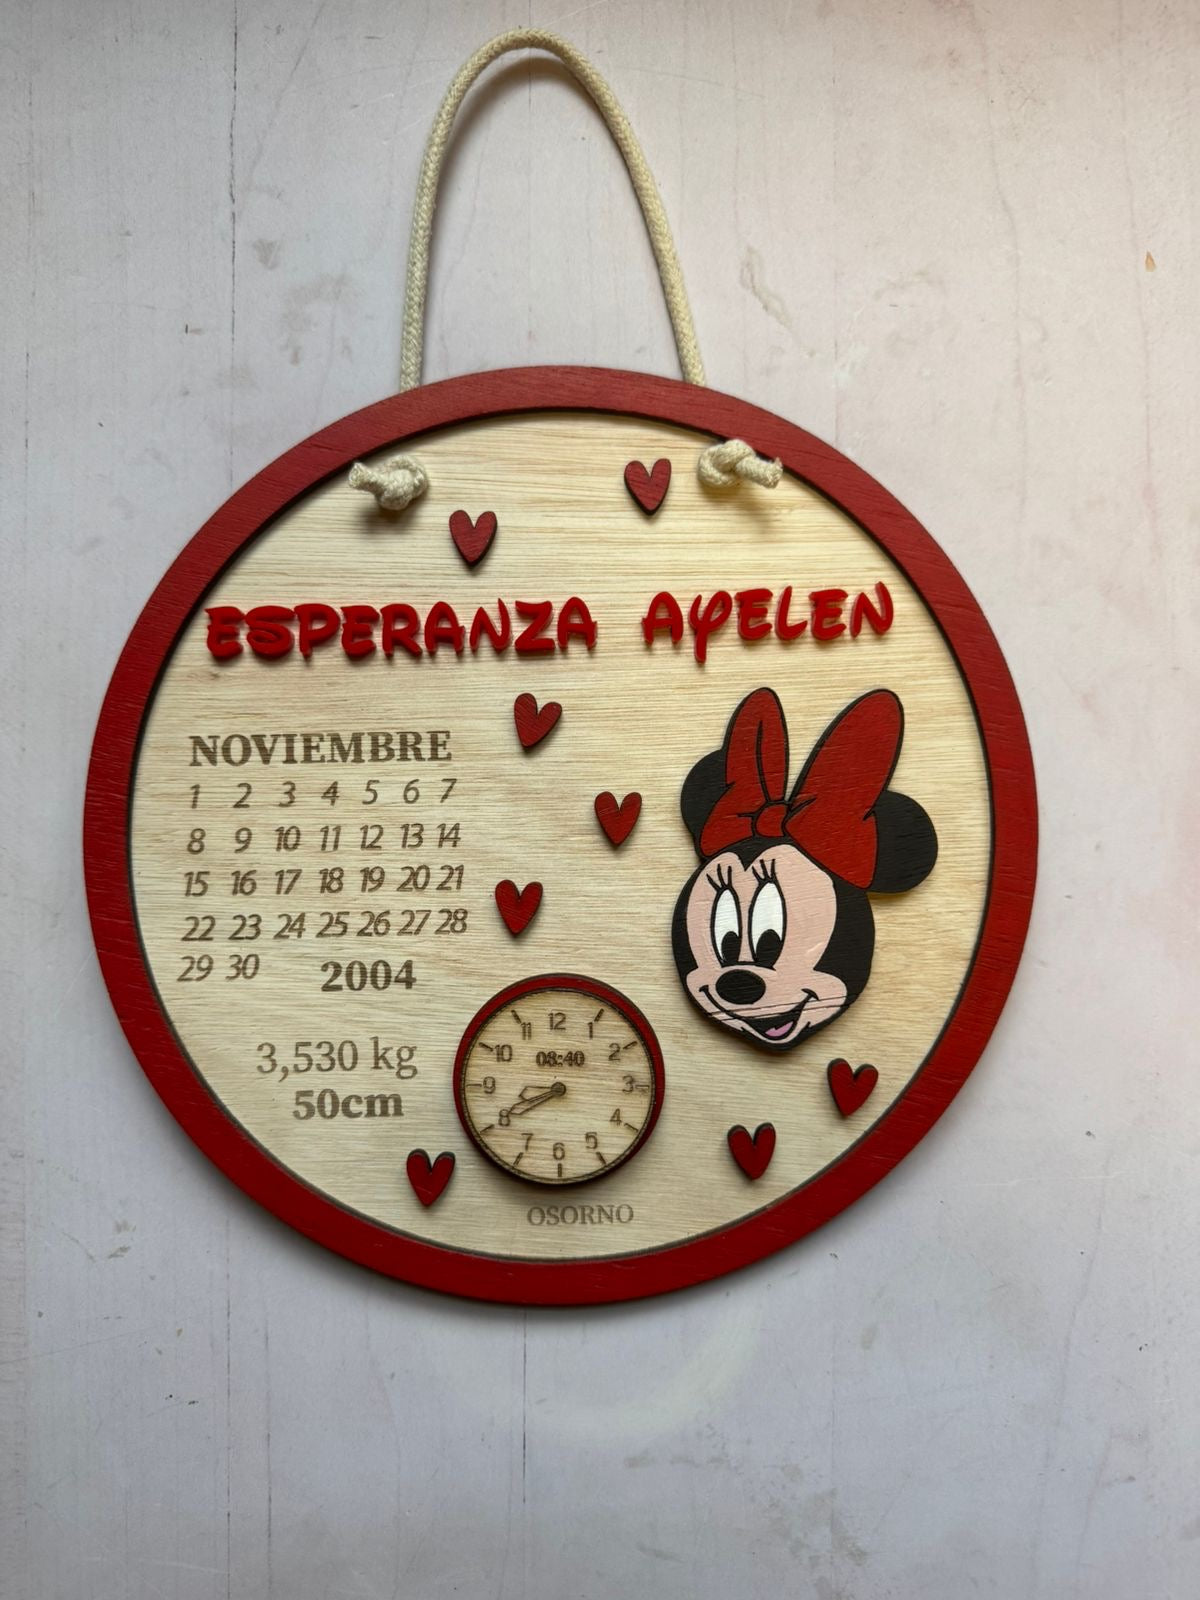 ESPERANZA AYELEN
NOVIEMBRE
1 2 3 4 5 6 7
8 9 10 11 12 13 14
15 16 17 18 19 20 21
22 23 24 25 26 27 28
29 30 2004
3,530 kg
50cm
11 12 1
10 08:40 2
9 3
8 4
7 6 5
OSORNO